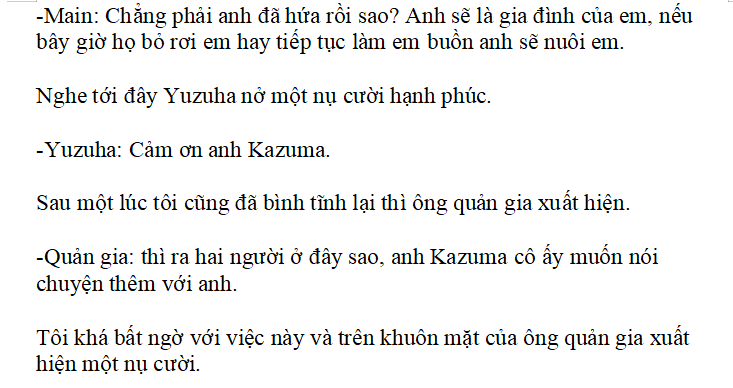 -Main: Chẳng phải anh đã hứa rồi sao? Anh sẽ là gia đình của em, nếu
bây giờ họ bỏ rơi em hay tiếp tục làm em buồn anh sẽ nuôi em.
Nghe tới đây Yuzuha nở một nụ cười hạnh phúc.
-Yuzuha: Cảm ơn anh Kazuma.
Sau một lúc tôi cũng đã bình tĩnh lại thì ông quản gia xuất hiện.
-Quản gia: thì ra hai người ở đây sao, anh Kazuma cô ấy muốn nói
chuyện thêm với anh.
Tôi khá bất ngờ với việc này và trên khuôn mặt của ông quản gia xuất
hiện một nụ cười.